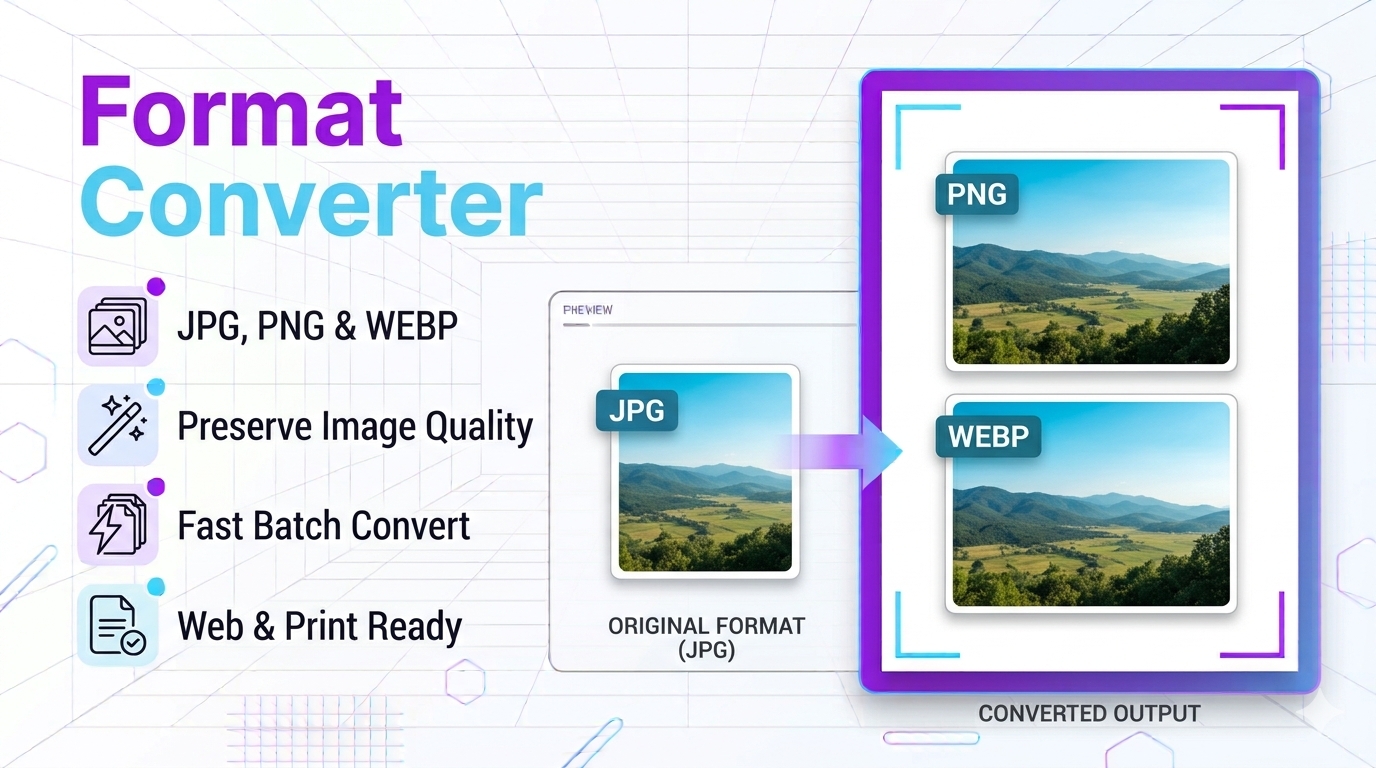 Format
Converter
JPG, PNG & WEBP
Preserve Image Quality
Fast Batch Convert
Web & Print Ready
PHEWIEW
JPG
ORIGINAL FORMAT
(JPG)
PNG
WEBP
CONVERTED OUTPUT